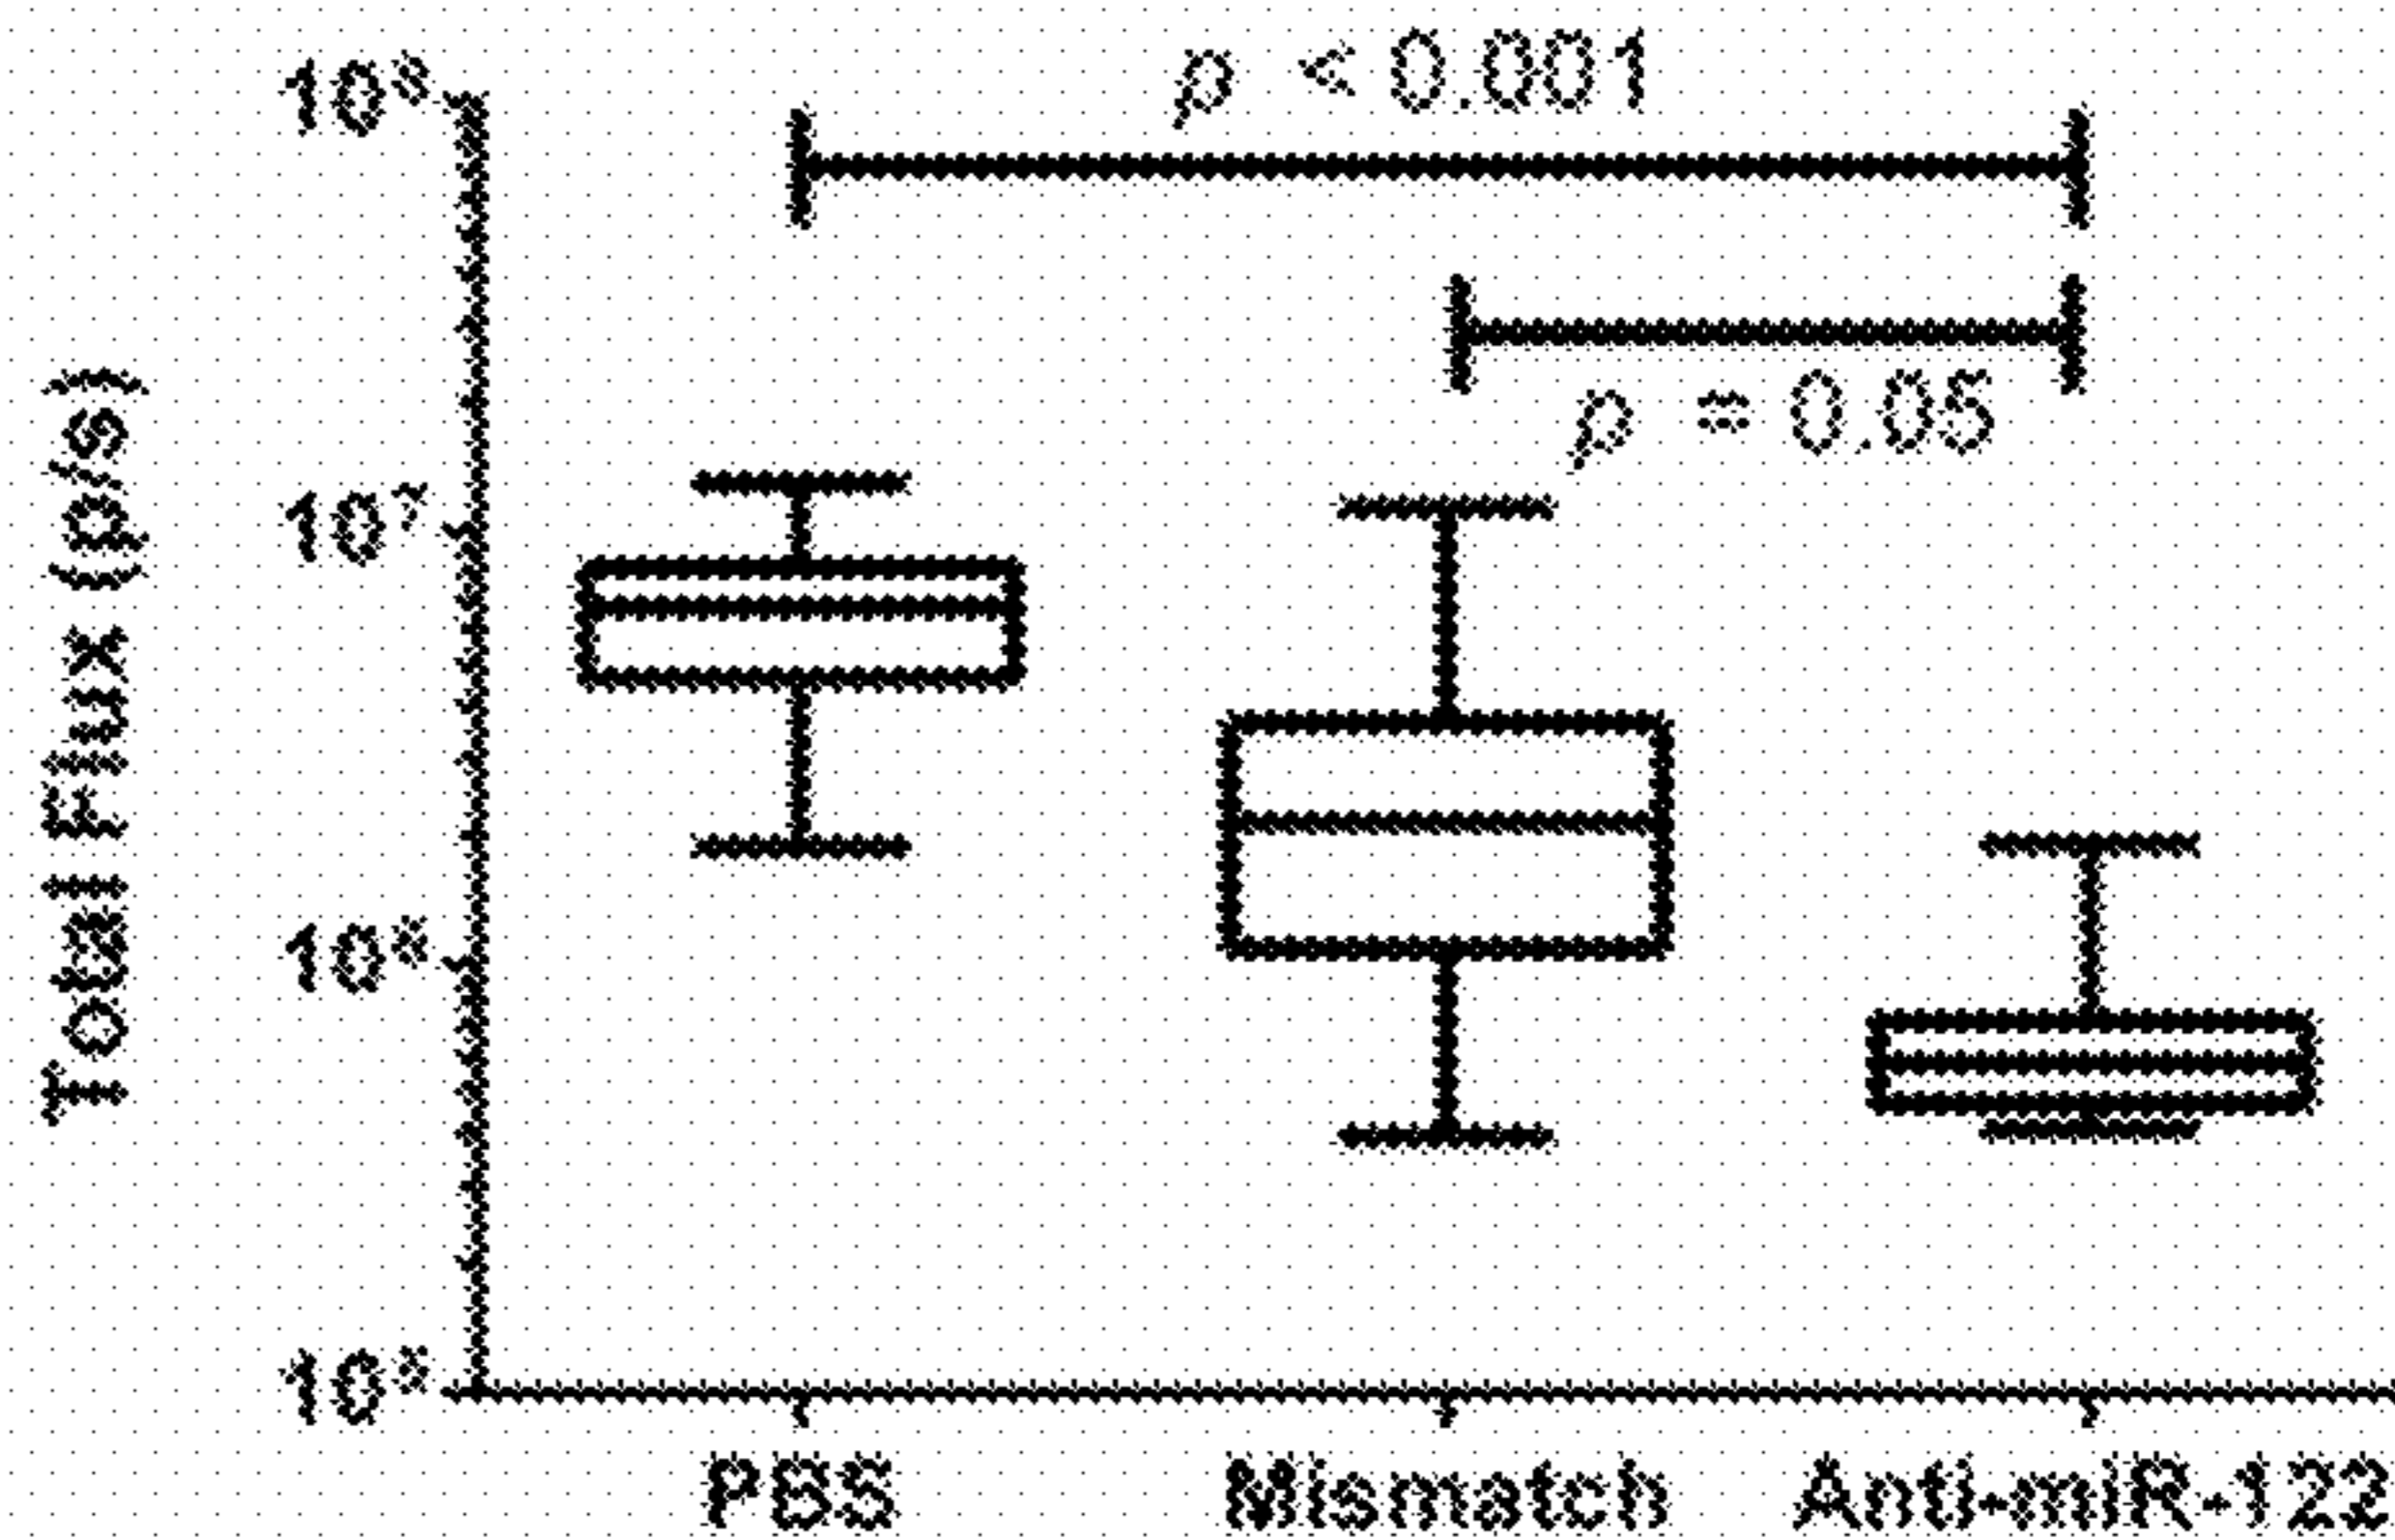 p < 0.001
p = 0.05
Total Flux (p/s)
10⁸
10⁷
10⁶
10⁵
PBS
Mismatch
Anti-miR-122